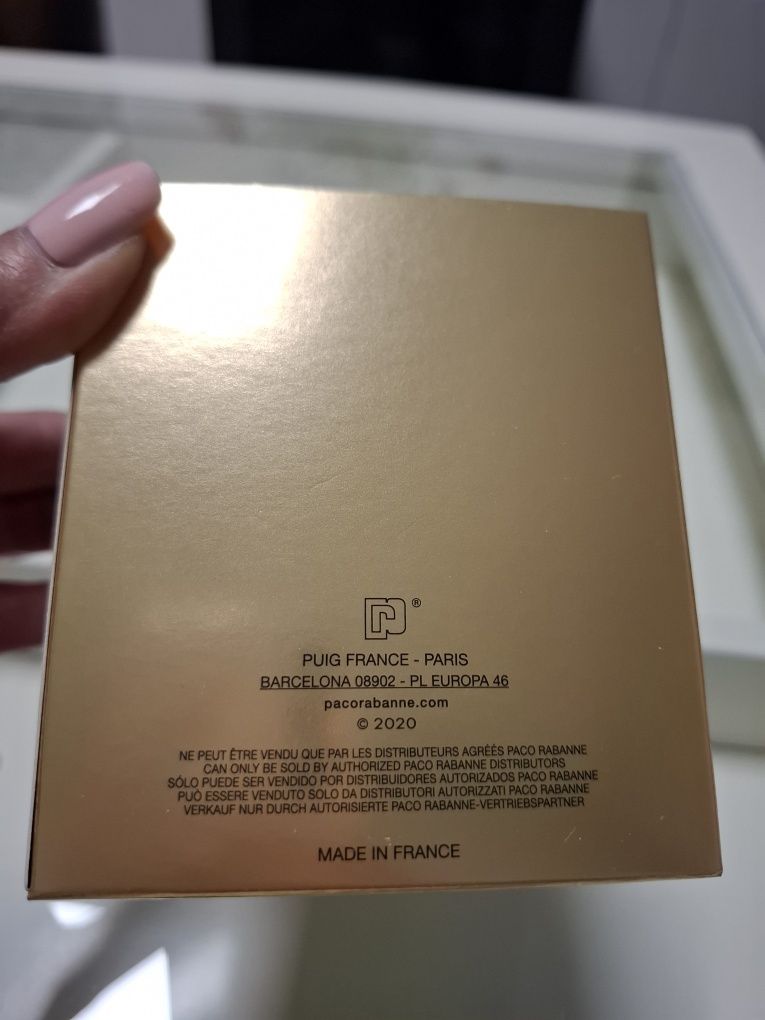 ®
PUIG FRANCE - PARIS
BARCELONA 08902 - PL EUROPA 46
pacorabanne.com
© 2020
NE PEUT ÊTRE VENDU QUE PAR LES DISTRIBUTEURS AGRÉÉS PACO RABANNE
CAN ONLY BE SOLD BY AUTHORIZED PACO RABANNE DISTRIBUTORS
SÓLO PUEDE SER VENDIDO POR DISTRIBUIDORES AUTORIZADOS PACO RABANNE
PUÒ ESSERE VENDUTO SOLO DA DISTRIBUTORI AUTORIZZATI PACO RABANNE
VERKAUF NUR DURCH AUTORISIERTE PACO RABANNE-VERTRIEBSPARTNER
MADE IN FRANCE